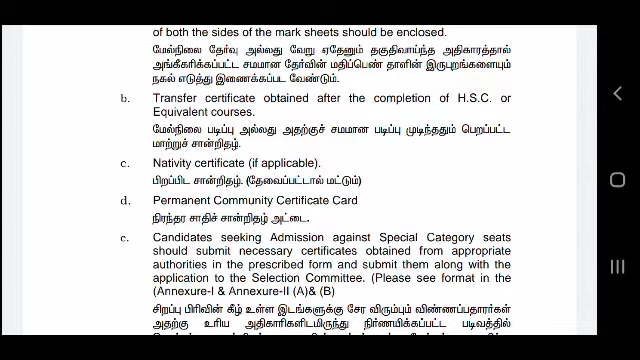 of both the sides of the mark sheets should be enclosed.
மேல்நிலை தேர்வு அல்லது வேறு ஏதேனும் தகுதிவாய்ந்த அதிகாரத்தால்
அங்கீகரிக்கப்பட்ட சமமான தேர்வின் மதிப்பெண் தாளின் இருபுறங்களையும்
நகல் எடுத்து இணைக்கப்பட வேண்டும்.
b. Transfer certificate obtained after the completion of H.S.C. or
Equivalent courses.
மேல்நிலை படிப்பு அல்லது அதற்குச் சமமான படிப்பு முடிந்ததும் பெறப்பட்ட
மாற்றுச் சான்றிதழ்.
c. Nativity certificate (if applicable).
பிறப்பிட சான்றிதழ். (தேவைப்பட்டால் மட்டும்)
d. Permanent Community Certificate Card
நிரந்தர சாதிச் சான்றிதழ் அட்டை.
e. Candidates seeking Admission against Special Category seats
should submit necessary certificates obtained from appropriate
authorities in the prescribed form and submit them along with the
application to the Selection Committee. (Please see format in the
(Annexure-I & Annexure-II (A)& (B)
சிறப்பு பிரிவின் கீழ் உள்ள இடங்களுக்கு சேர விரும்பும் விண்ணப்பதாரர்கள்
அதற்கு உரிய அதிகாரிகளிடமிருந்து நிர்ணயிக்கப்பட்ட படிவத்தில்